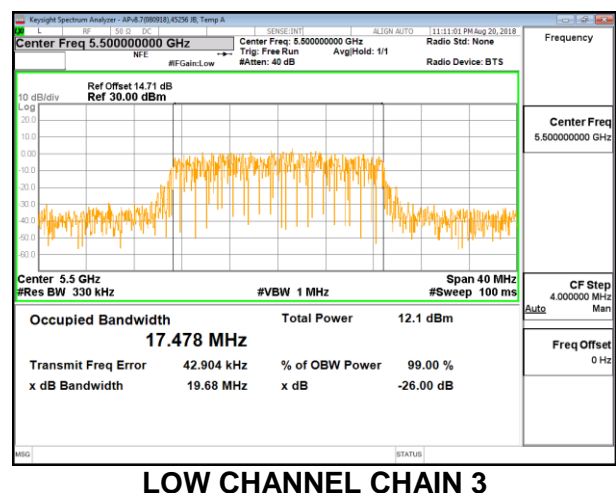 Keysight Spectrum Analyzer - APv8.7(080918),45256 JB, Temp A
L RF 50 Ω DC SENSE:INT ALIGN AUTO 11:11:01 PM Aug 20, 2018
Center Freq 5.500000000 GHz Center Freq: 5.500000000 GHz Radio Std: None Frequency
NFE Trig: Free Run Avg|Hold: 1/1
#IFGain:Low #Atten: 40 dB Radio Device: BTS
Ref Offset 14.71 dB
10 dB/div Ref 30.00 dBm
Log
20.0
10.0
0.00
-10.0
-20.0
-30.0
-40.0
-50.0
-60.0
Center Freq
5.500000000 GHz
Center 5.5 GHz Span 40 MHz
#Res BW 330 kHz #VBW 1 MHz #Sweep 100 ms
CF Step
4.000000 MHz
Auto Man
Occupied Bandwidth Total Power 12.1 dBm
17.478 MHz
Freq Offset
0 Hz
Transmit Freq Error 42.904 kHz % of OBW Power 99.00 %
x dB Bandwidth 19.68 MHz x dB -26.00 dB
MSG STATUS
LOW CHANNEL CHAIN 3